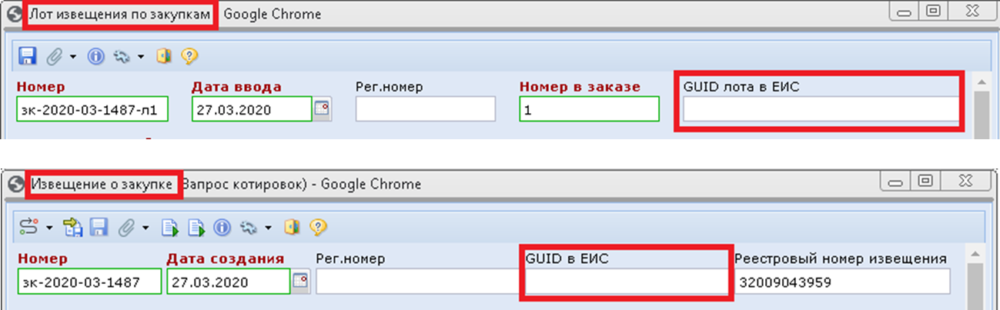 Лот извещения по закупкам Google Chrome
Номер Дата ввода Рег.номер Номер в заказе GUID лота в ЕИС
зк-2020-03-1487-л1 27.03.2020 1
Извещение о закупке Запрос котировок) - Google Chrome
Номер Дата создания Рег.номер GUID в ЕИС Реестровый номер извещения
зк-2020-03-1487 27.03.2020 32009043959